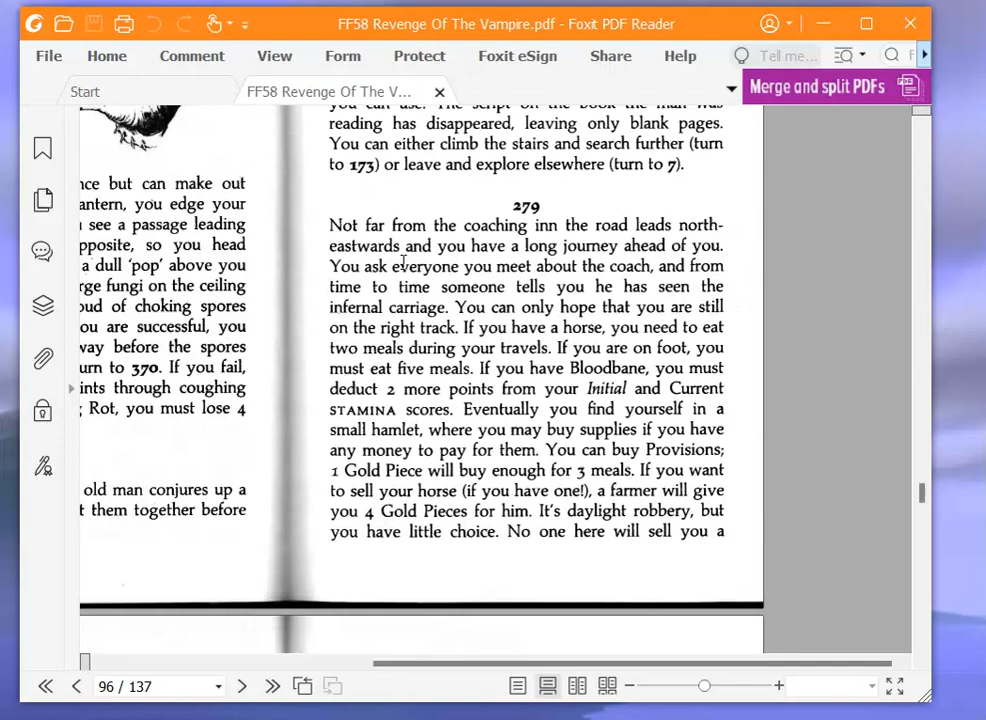 FF58 Revenge Of The Vampire.pdf - Foxit PDF Reader
File Home Comment View Form Protect Foxit eSign Share Help Tell me... F
Start FF58 Revenge Of The V... Merge and split PDFs
nce but can make out
antern, you edge your
see a passage leading
pposite, so you head
a dull ‘pop’ above you
rge fungi on the ceiling
oud of choking spores
ou are successful, you
way before the spores
urn to 370. If you fail,
ints through coughing
; Rot, you must lose 4
old man conjures up a
t them together before
you can use. The script on the book the man was
reading has disappeared, leaving only blank pages.
You can either climb the stairs and search further (turn
to 173) or leave and explore elsewhere (turn to 7).
279
Not far from the coaching inn the road leads north-
eastwards and you have a long journey ahead of you.
You ask everyone you meet about the coach, and from
time to time someone tells you he has seen the
infernal carriage. You can only hope that you are still
on the right track. If you have a horse, you need to eat
two meals during your travels. If you are on foot, you
must eat five meals. If you have Bloodbane, you must
deduct 2 more points from your Initial and Current
STAMINA scores. Eventually you find yourself in a
small hamlet, where you may buy supplies if you have
any money to pay for them. You can buy Provisions;
1 Gold Piece will buy enough for 3 meals. If you want
to sell your horse (if you have one!), a farmer will give
you 4 Gold Pieces for him. It’s daylight robbery, but
you have little choice. No one here will sell you a
96 / 137